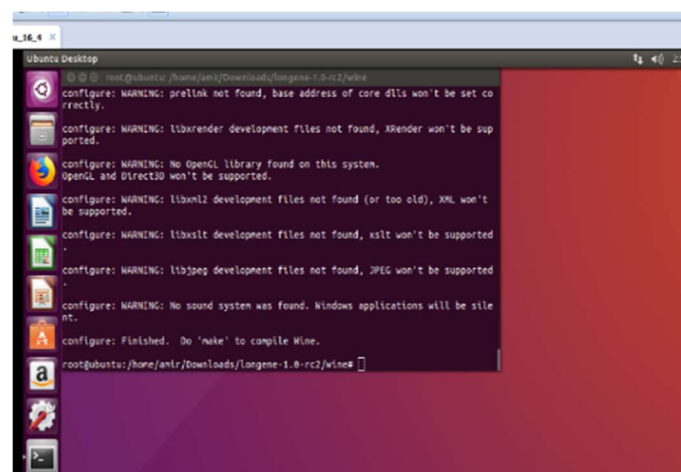 u_16_4 ×
Ubuntu Desktop
root@ubuntu: /home/amir/Downloads/longene-1.0-rc2/wine
configure: WARNING: prelink not found, base address of core dlls won't be set co
rrectly.
configure: WARNING: libxrender development files not found, XRender won't be sup
ported.
configure: WARNING: No OpenGL library found on this system.
OpenGL and Direct3D won't be supported.
configure: WARNING: libxml2 development files not found (or too old), XML won't
be supported.
configure: WARNING: libxslt development files not found, xslt won't be supported
.
configure: WARNING: libjpeg development files not found, JPEG won't be supported
.
configure: WARNING: No sound system was found. Windows applications will be sile
nt.
configure: Finished.  Do 'make' to compile Wine.
root@ubuntu:/home/amir/Downloads/longene-1.0-rc2/wine#